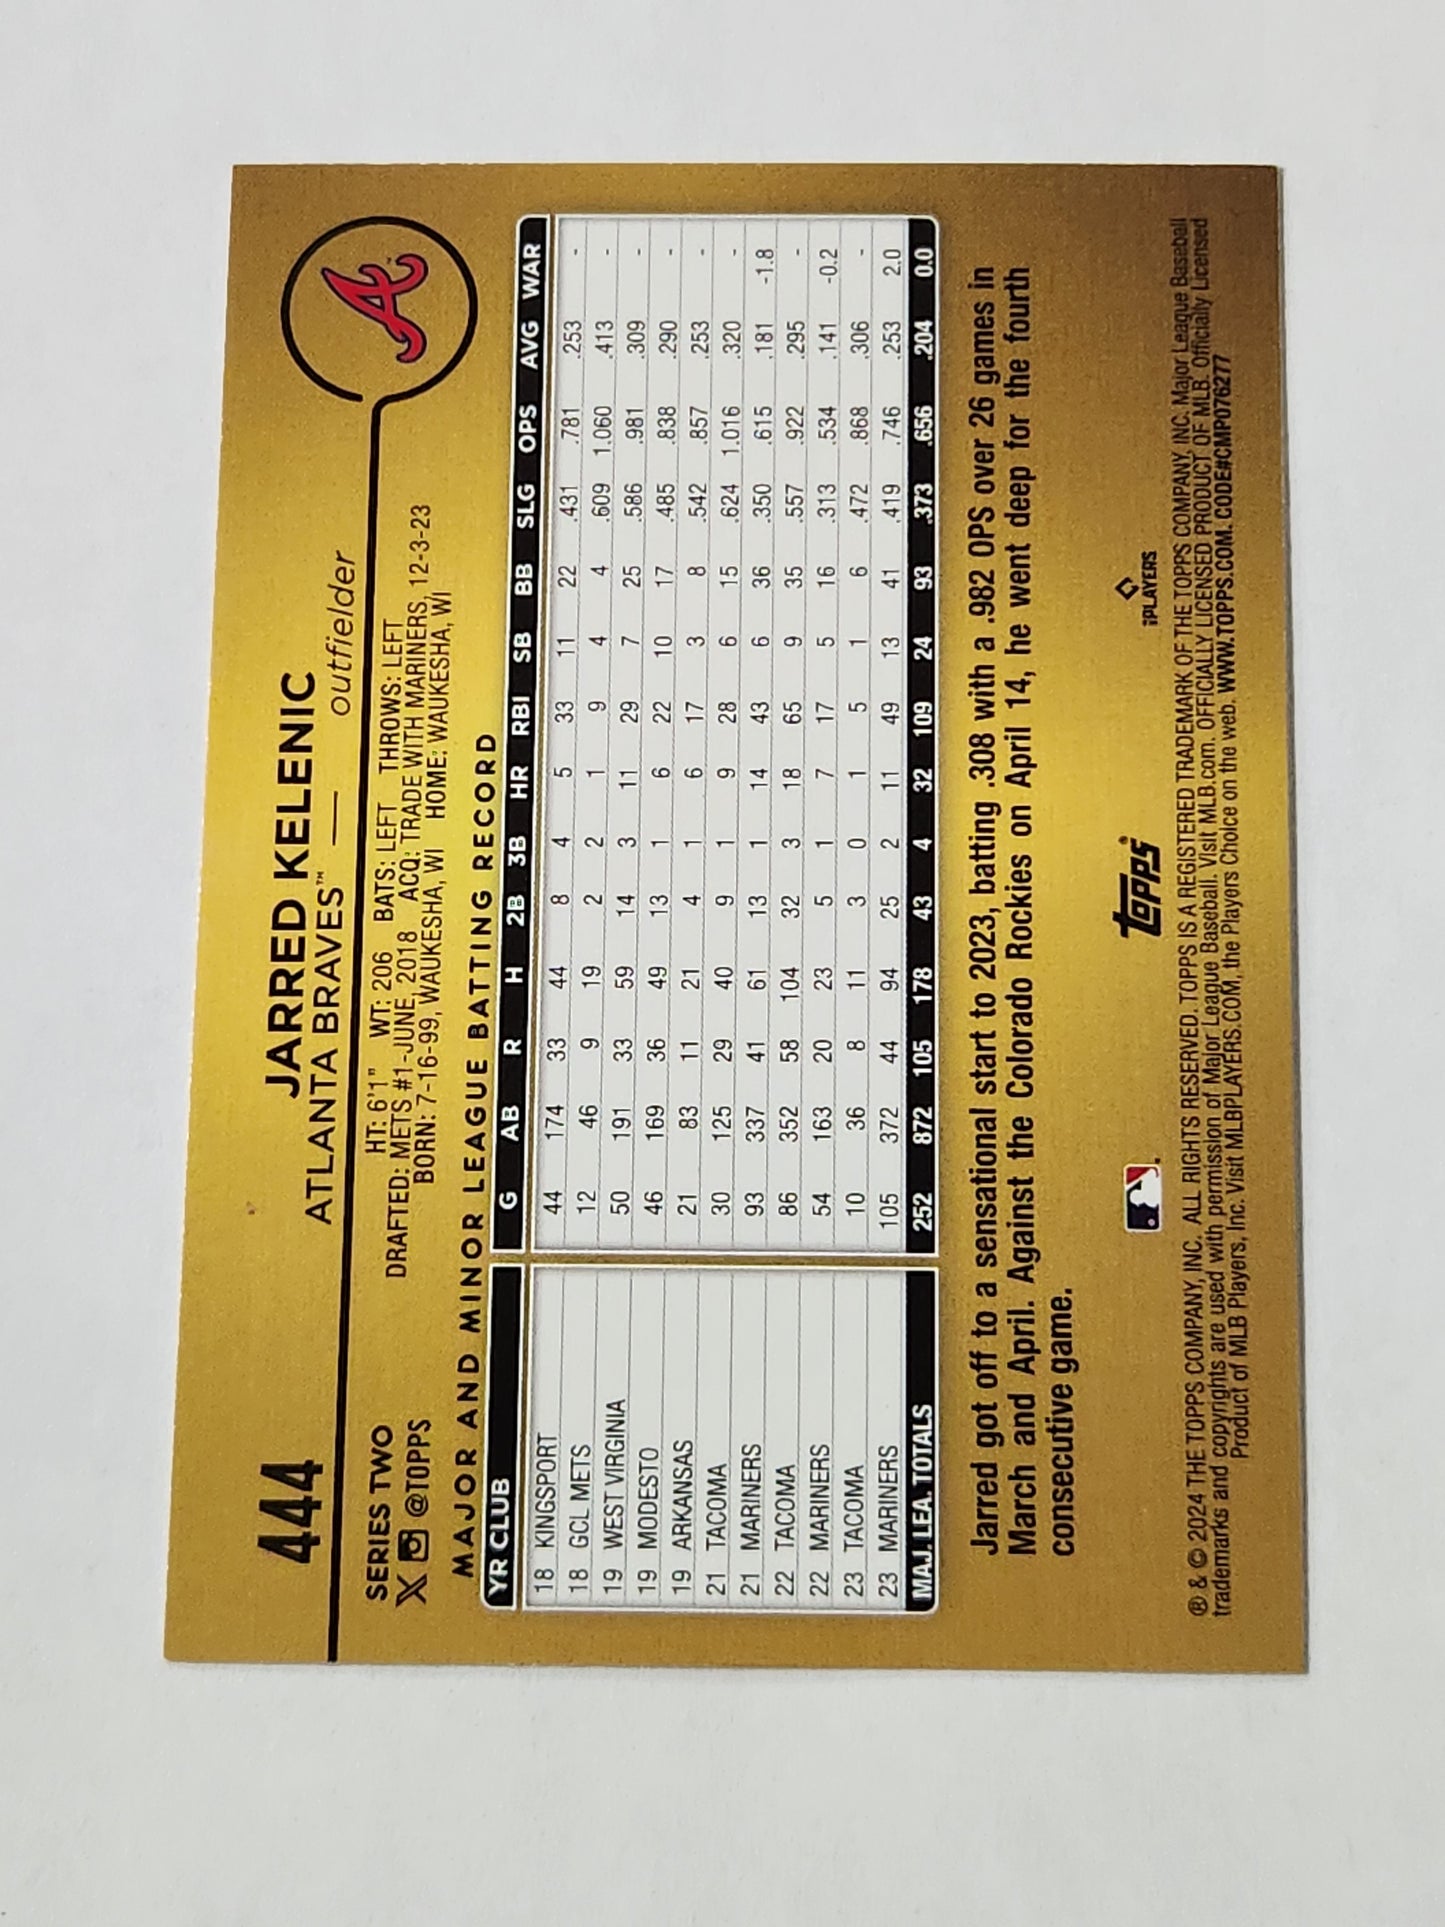 444
JARRED KELENIC
ATLANTA BRAVES™ — outfielder
A
SERIES TWO
X @TOPPS
HT: 6'1" WT: 206 BATS: LEFT THROWS: LEFT
DRAFTED: METS #1-JUNE, 2018 ACQ: TRADE WITH MARINERS, 12-3-23
BORN: 7-16-99, WAUKESHA, WI HOME: WAUKESHA, WI
MAJOR AND MINOR LEAGUE BATTING RECORD
YR CLUB G AB R H 2B 3B HR RBI SB BB SLG OPS AVG WAR
18 KINGSPORT 44 174 33 44 8 4 5 33 11 22 .431 .781 .253 -
18 GCL METS 12 46 9 19 2 2 1 9 4 4 .609 1.060 .413 -
19 WEST VIRGINIA 50 191 33 59 14 3 11 29 7 25 .586 .981 .309 -
19 MODESTO 46 169 36 49 13 1 6 22 10 17 .485 .838 .290 -
19 ARKANSAS 21 83 11 21 4 1 6 17 3 8 .542 .857 .253 -
21 TACOMA 30 125 29 40 9 1 9 28 6 15 .624 1.016 .320 -
21 MARINERS 93 337 41 61 13 1 14 43 6 36 .350 .615 .181 -1.8
22 TACOMA 86 352 58 104 32 3 18 65 9 35 .557 .922 .295 -
22 MARINERS 54 163 20 23 5 1 7 17 5 16 .313 .534 .141 -0.2
23 TACOMA 10 36 8 11 3 0 1 5 1 6 .472 .868 .306 -
23 MARINERS 105 372 44 94 25 2 11 49 13 41 .419 .746 .253 2.0
MAJ. LEA. TOTALS 252 872 105 178 43 4 32 109 24 93 .373 .656 .204 0.0
Jarred got off to a sensational start to 2023, batting .308 with a .982 OPS over 26 games in
March and April. Against the Colorado Rockies on April 14, he went deep for the fourth
consecutive game.
topps®
iPLAYERS
® & © 2024 THE TOPPS COMPANY, INC. ALL RIGHTS RESERVED. TOPPS IS A REGISTERED TRADEMARK OF THE TOPPS COMPANY, INC. Major League Baseball
trademarks and copyrights are used with permission of Major League Baseball. Visit MLB.com. OFFICIALLY LICENSED PRODUCT OF MLB. Officially Licensed
Product of MLB Players, Inc. Visit MLBPLAYERS.COM, the Players Choice on the web. WWW.TOPPS.COM. CODE#CMP076277